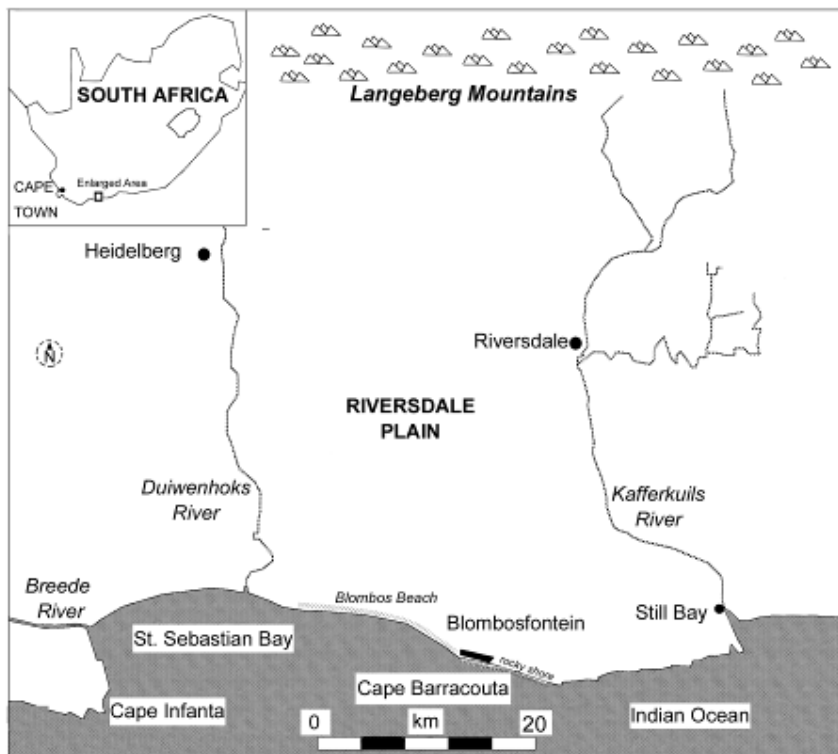 SOUTH AFRICA
CAPE
TOWN
Enlarged Area
Langeberg Mountains
Heidelberg
N
Riversdale
RIVERSDALE
PLAIN
Duiwenhoks
River
Kafferkuils
River
Breede
River
Blombos Beach
Blombosfontein
Still Bay
St. Sebastian Bay
rocky shore
Cape Barracouta
Cape Infanta
Indian Ocean
0 km 20